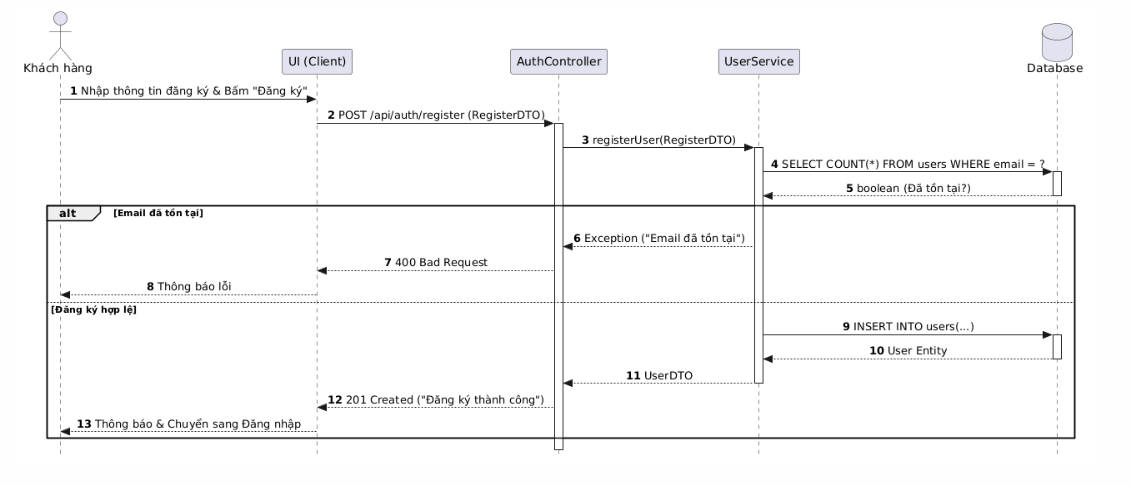 Khách hàng
UI (Client)
AuthController
UserService
Database
1 Nhập thông tin đăng ký & Bấm "Đăng ký"
2 POST /api/auth/register (RegisterDTO)
3 registerUser(RegisterDTO)
4 SELECT COUNT(*) FROM users WHERE email = ?
5 boolean (Đã tồn tại?)
alt [Email đã tồn tại]
6 Exception ("Email đã tồn tại")
7 400 Bad Request
8 Thông báo lỗi
[Đăng ký hợp lệ]
9 INSERT INTO users(...)
10 User Entity
11 UserDTO
12 201 Created ("Đăng ký thành công")
13 Thông báo & Chuyển sang Đăng nhập